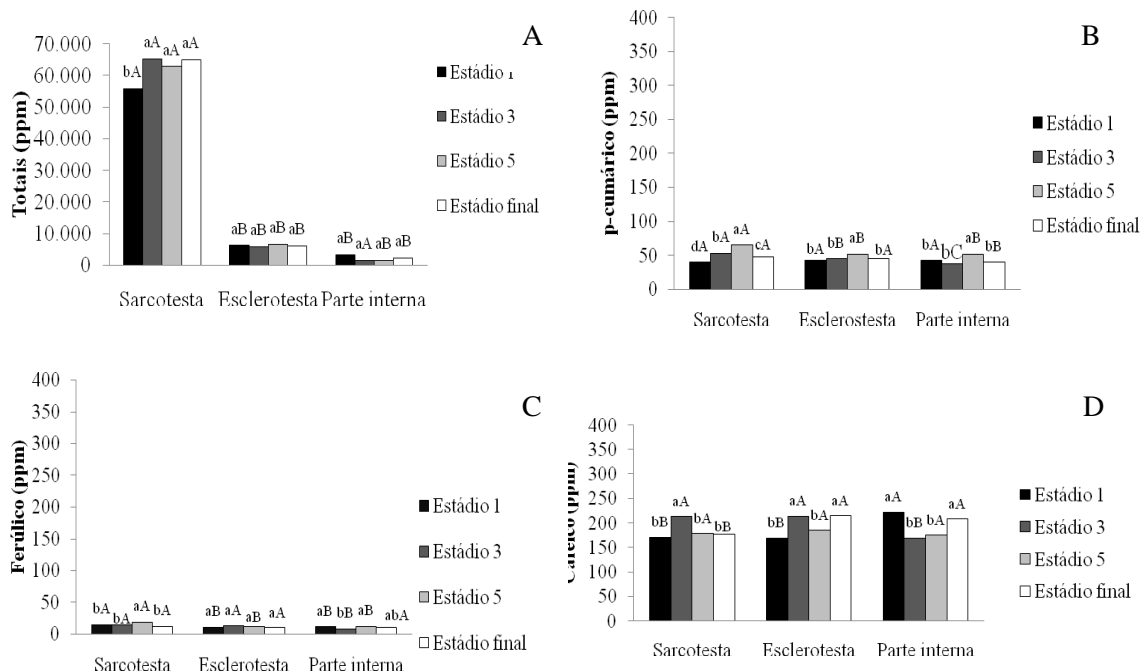 A
Totais (ppm)
70.000
60.000
50.000
40.000
30.000
20.000
10.000
0
bA aA aA aA
aB aB aB aB
aB aA aB aB
Sarcotesta Esclerotesta Parte interna
Estádio 1
Estádio 3
Estádio 5
Estádio final
B
p-cumárico (ppm)
400
350
300
250
200
150
100
50
0
dA bA aA cA
bA bB aB bA
bA bC aB bB
Sarcotesta Esclerostesta Parte interna
Estádio 1
Estádio 3
Estádio 5
Estádio final
C
Ferúlico (ppm)
400
350
300
250
200
150
100
50
0
bA bA aA bA
aB aA aB aA
aB bB aB abA
Sarcotesta Esclerotesta Parte interna
Estádio 1
Estádio 3
Estádio 5
Estádio final
D
Cafeico (ppm)
400
350
300
250
200
150
100
50
0
bB aA bA bB
bB aA bA aA
aA bB bA aA
Sarcotesta Esclerotesta Parte interna
Estádio 1
Estádio 3
Estádio 5
Estádio final